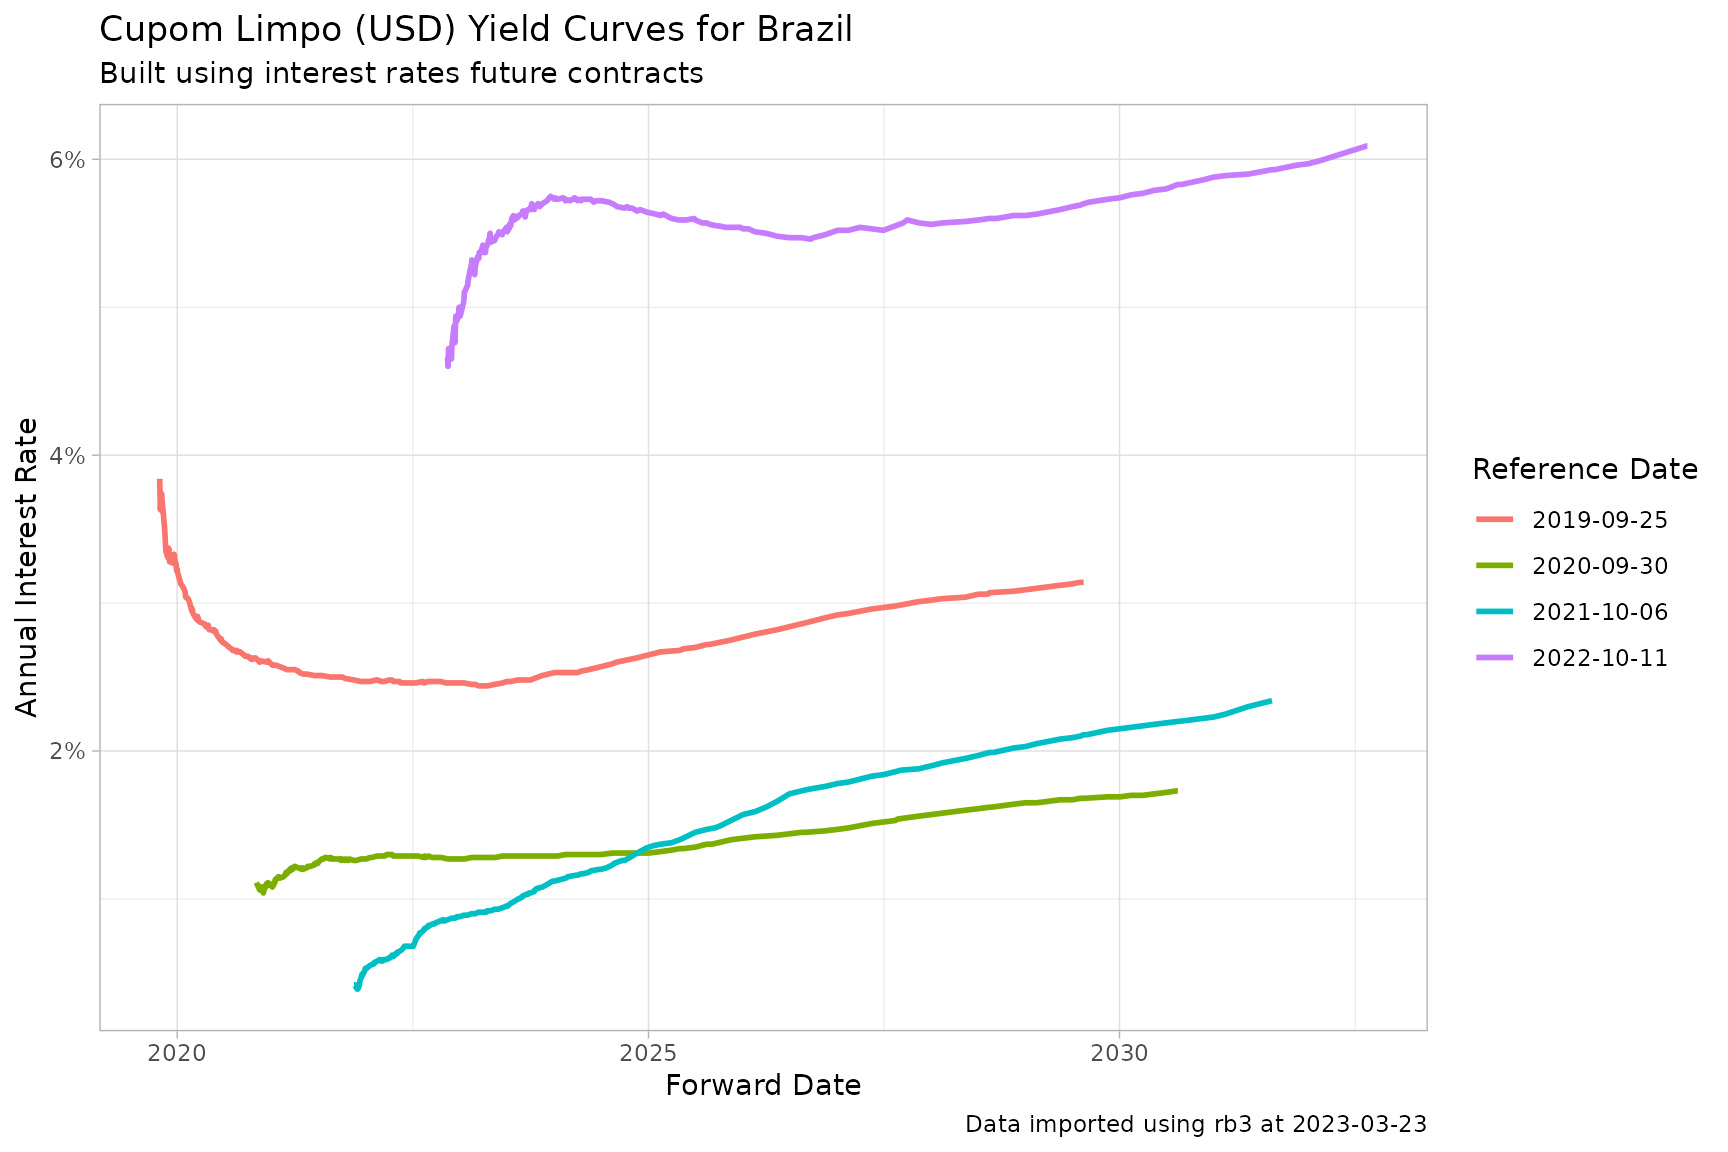 Cupom Limpo (USD) Yield Curves for Brazil
Built using interest rates future contracts
6%
4%
2%
Annual Interest Rate
2020
2025
2030
Forward Date
Reference Date
2019-09-25
2020-09-30
2021-10-06
2022-10-11
Data imported using rb3 at 2023-03-23